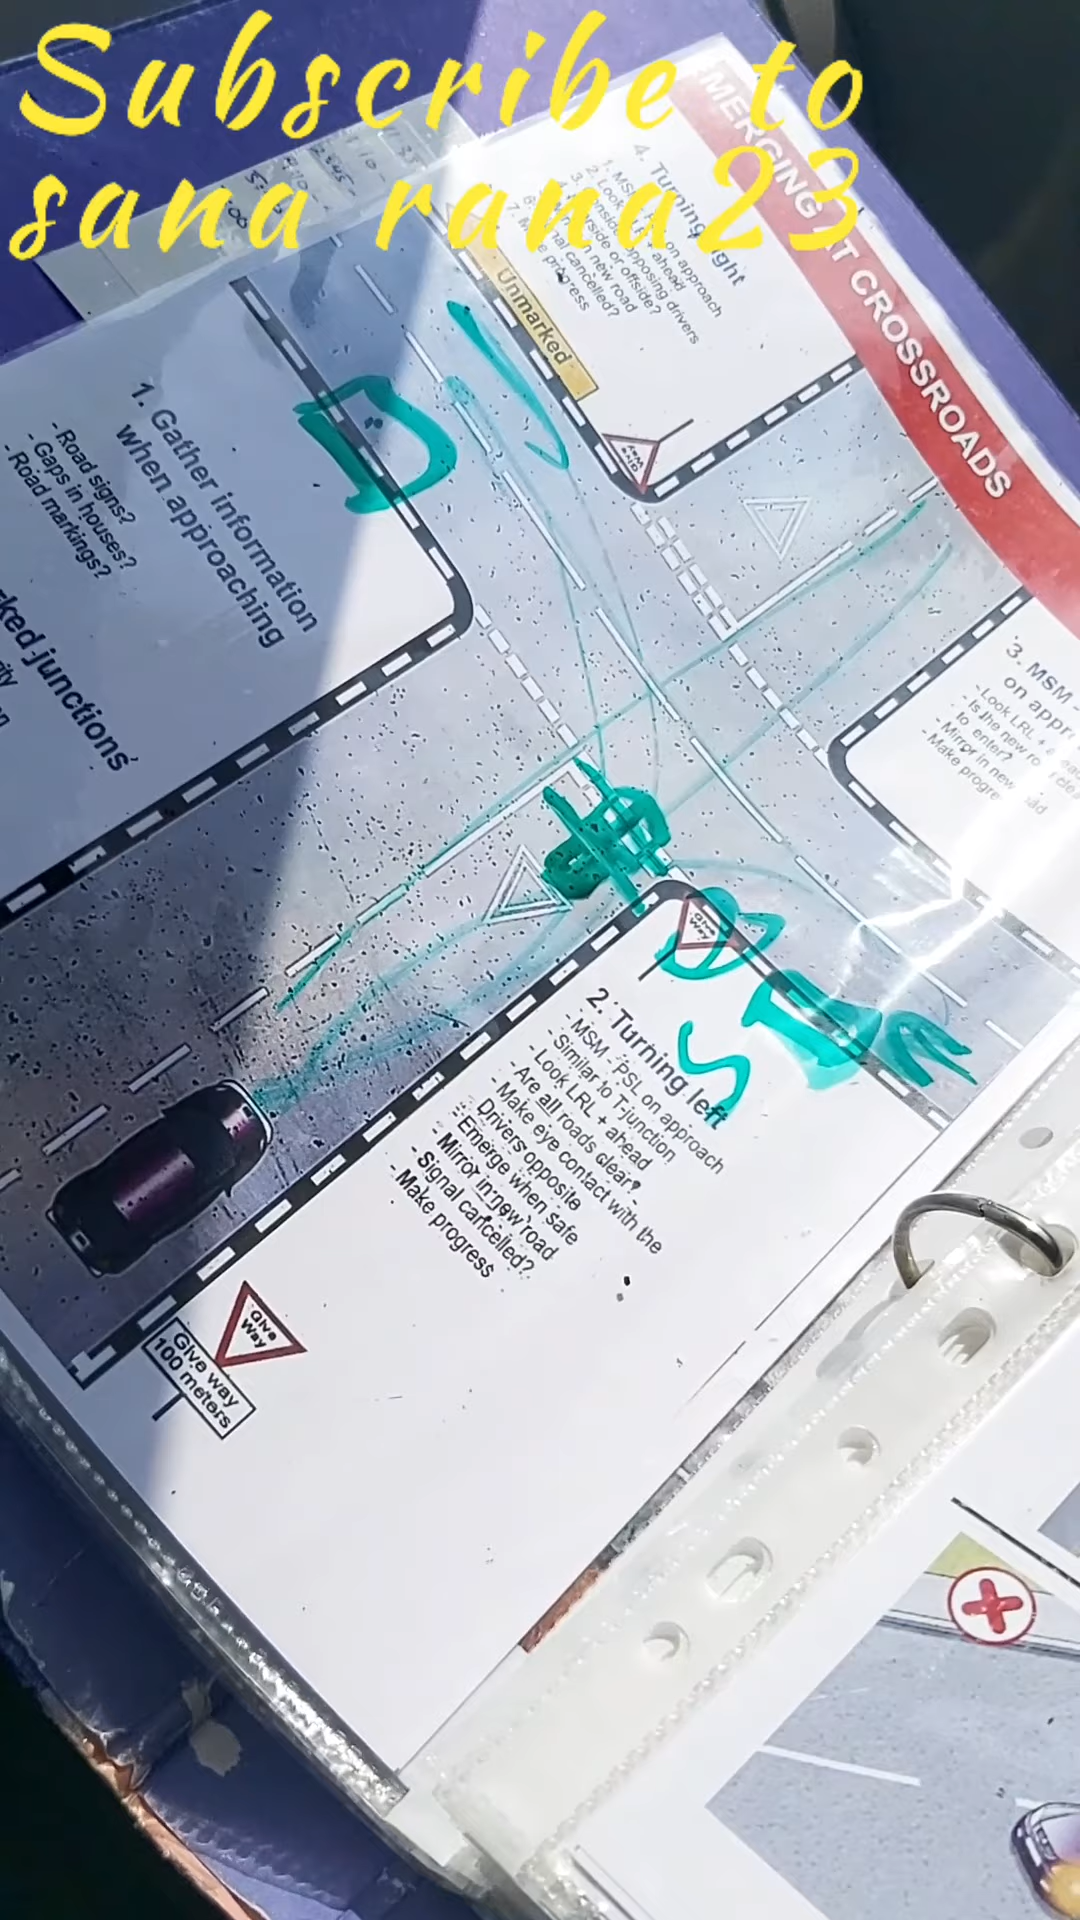 Subscribe to
sana rana23
MERGING AT CROSSROADS
4. Turning right
Unmarked
1. Gather information
when approaching
- Road signs?
- Gaps in houses?
- Road markings?
junctions
3. MSM -
on appr
- Look LRL +
- Is the new
to enter?
- Mirror in new
- Make progre
Give
Way
2. Turning left
- MSM - PSL on approach
- Similar to T-junction
- Look LRL + ahead
- Are all roads clear?
- Make eye contact with the
Drivers opposite
- Emerge when safe
- Mirror in new road
- Signal cancelled?
- Make progress
Give
Way
Give way
100 meters